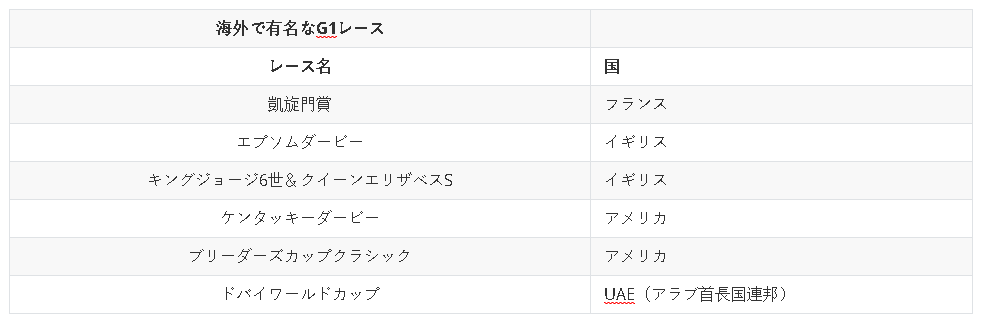 海外で有名なG1レース
レース名 国
凱旋門賞 フランス
エプソムダービー イギリス
キングジョージ6世＆クイーンエリザベスS イギリス
ケンタッキーダービー アメリカ
ブリーダーズカップクラシック アメリカ
ドバイワールドカップ UAE（アラブ首長国連邦）